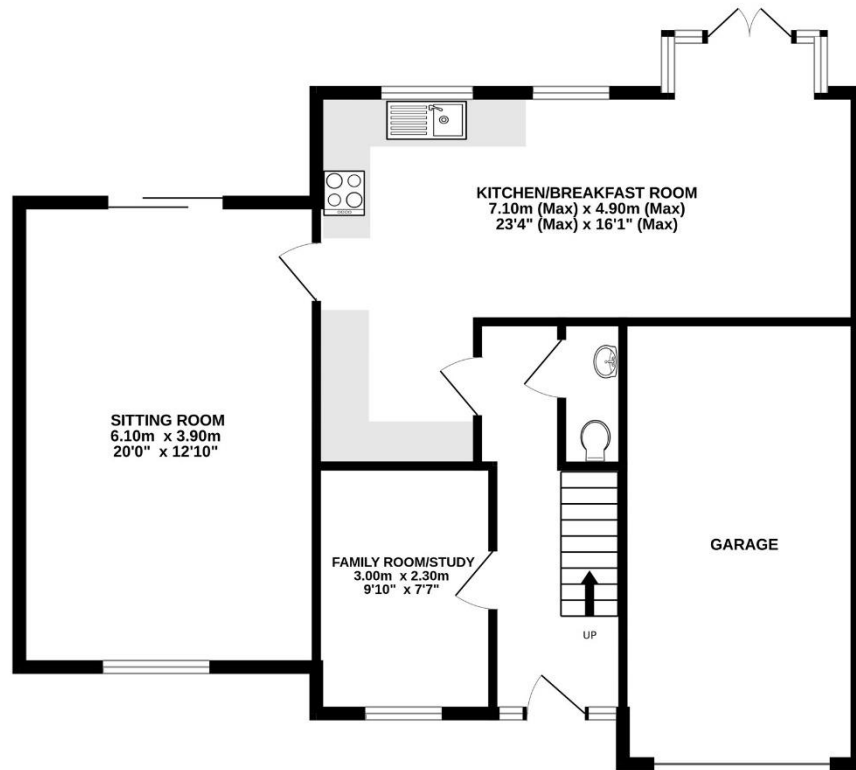 KITCHEN/BREAKFAST ROOM
7.10m (Max) x 4.90m (Max)
23'4" (Max) x 16'1" (Max)
SITTING ROOM
6.10m x 3.90m
20'0" x 12'10"
FAMILY ROOM/STUDY
3.00m x 2.30m
9'10" x 7'7"
GARAGE
UP